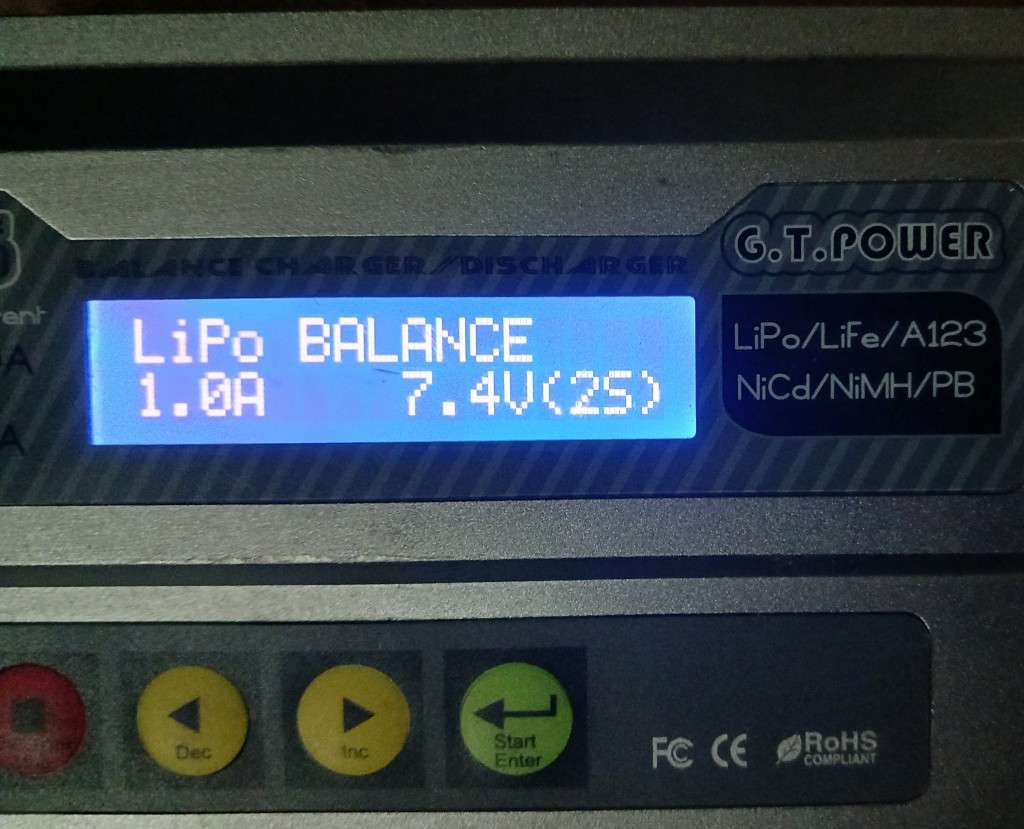 G.T.POWER
BALANCE CHARGER/DISCHARGER
LiPo BALANCE
1.0A 7.4V(2S)
LiPo/LiFe/A123
NiCd/NiMH/PB
Dec
Inc
Start
Enter
FC CE RoHS
COMPLIANT